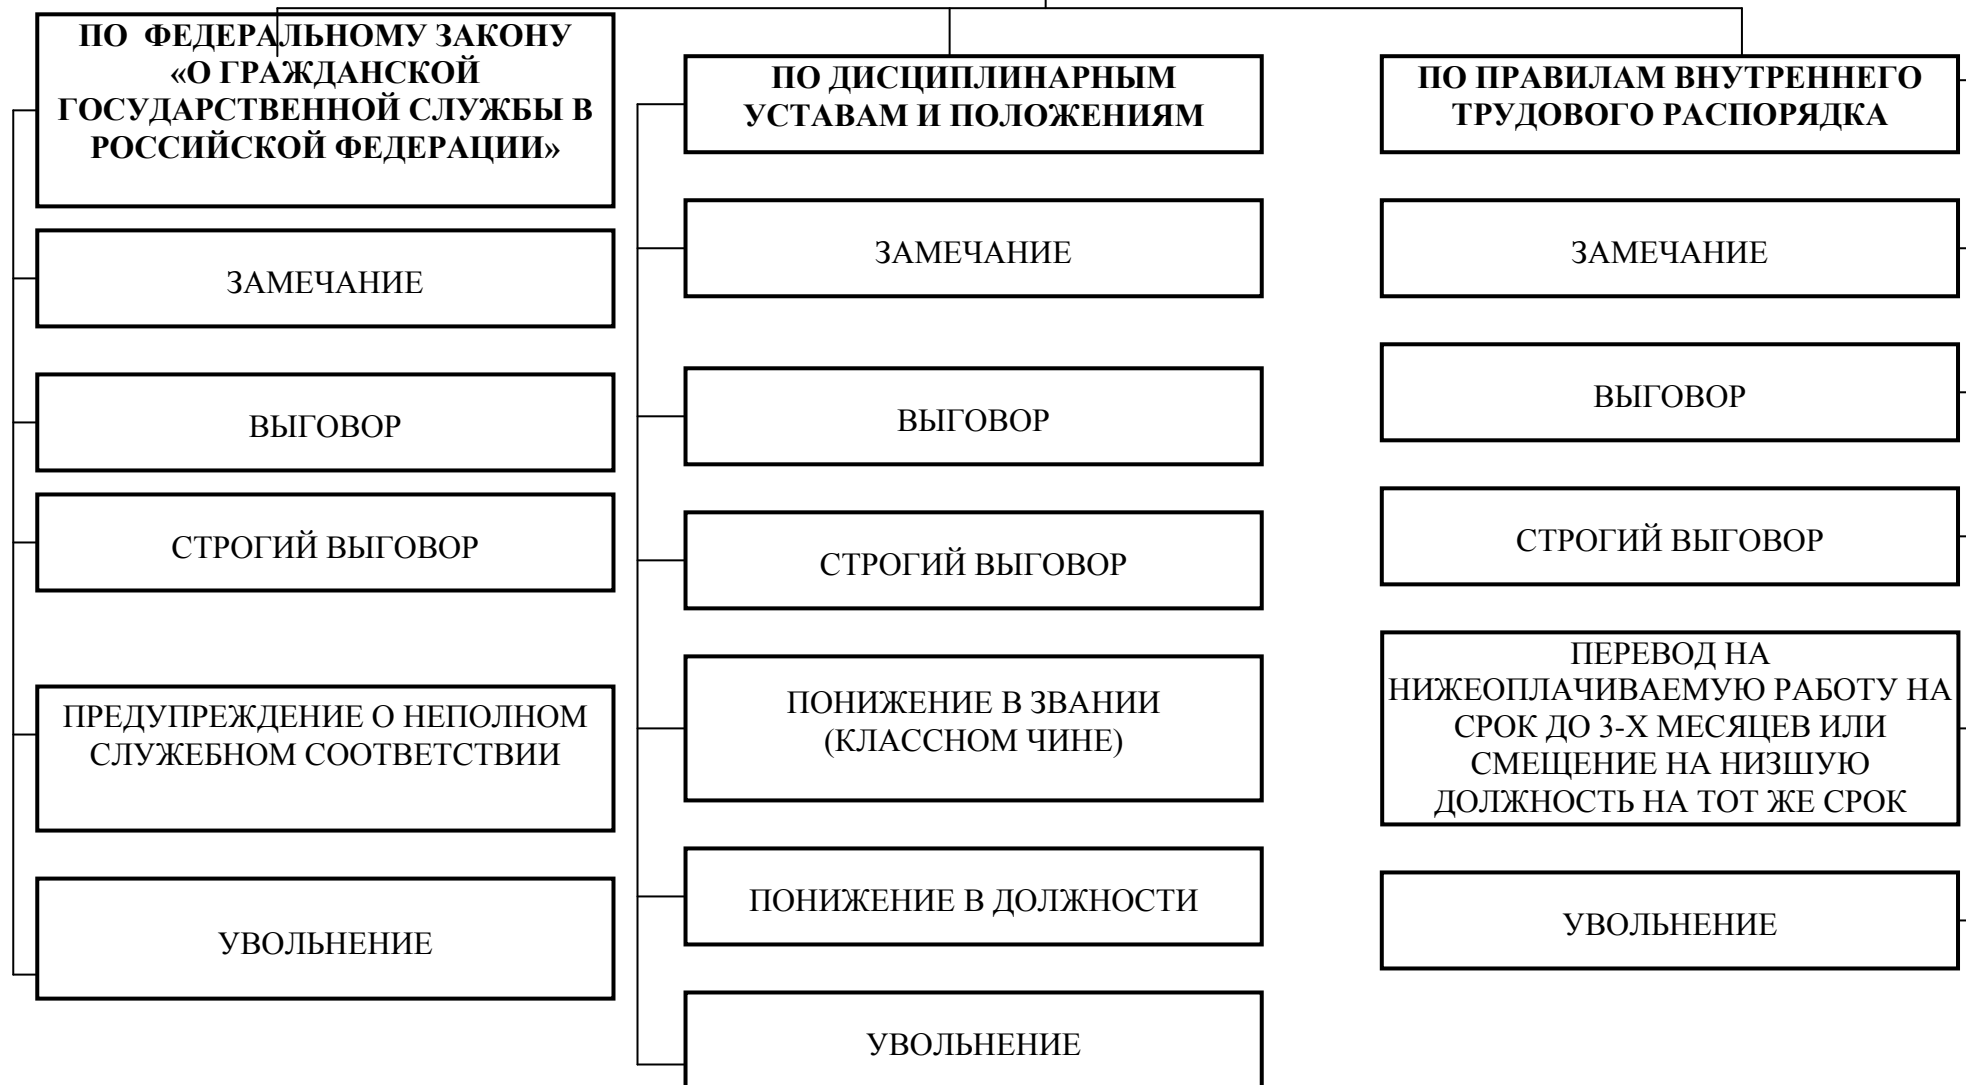 ПО ФЕДЕРАЛЬНОМУ ЗАКОНУ
«О ГРАЖДАНСКОЙ
ГОСУДАРСТВЕННОЙ СЛУЖБЫ В
РОССИЙСКОЙ ФЕДЕРАЦИИ»
ЗАМЕЧАНИЕ
ВЫГОВОР
СТРОГИЙ ВЫГОВОР
ПРЕДУПРЕЖДЕНИЕ О НЕПОЛНОМ
СЛУЖЕБНОМ СООТВЕТСТВИИ
УВОЛЬНЕНИЕ
ПО ДИСЦИПЛИНАРНЫМ
УСТАВАМ И ПОЛОЖЕНИЯМ
ЗАМЕЧАНИЕ
ВЫГОВОР
СТРОГИЙ ВЫГОВОР
ПОНИЖЕНИЕ В ЗВАНИИ
(КЛАССНОМ ЧИНЕ)
ПОНИЖЕНИЕ В ДОЛЖНОСТИ
УВОЛЬНЕНИЕ
ПО ПРАВИЛАМ ВНУТРЕННЕГО
ТРУДОВОГО РАСПОРЯДКА
ЗАМЕЧАНИЕ
ВЫГОВОР
СТРОГИЙ ВЫГОВОР
ПЕРЕВОД НА
НИЖЕОПЛАЧИВАЕМУЮ РАБОТУ НА
СРОК ДО 3-Х МЕСЯЦЕВ ИЛИ
СМЕЩЕНИЕ НА НИЗШУЮ
ДОЛЖНОСТЬ НА ТОТ ЖЕ СРОК
УВОЛЬНЕНИЕ